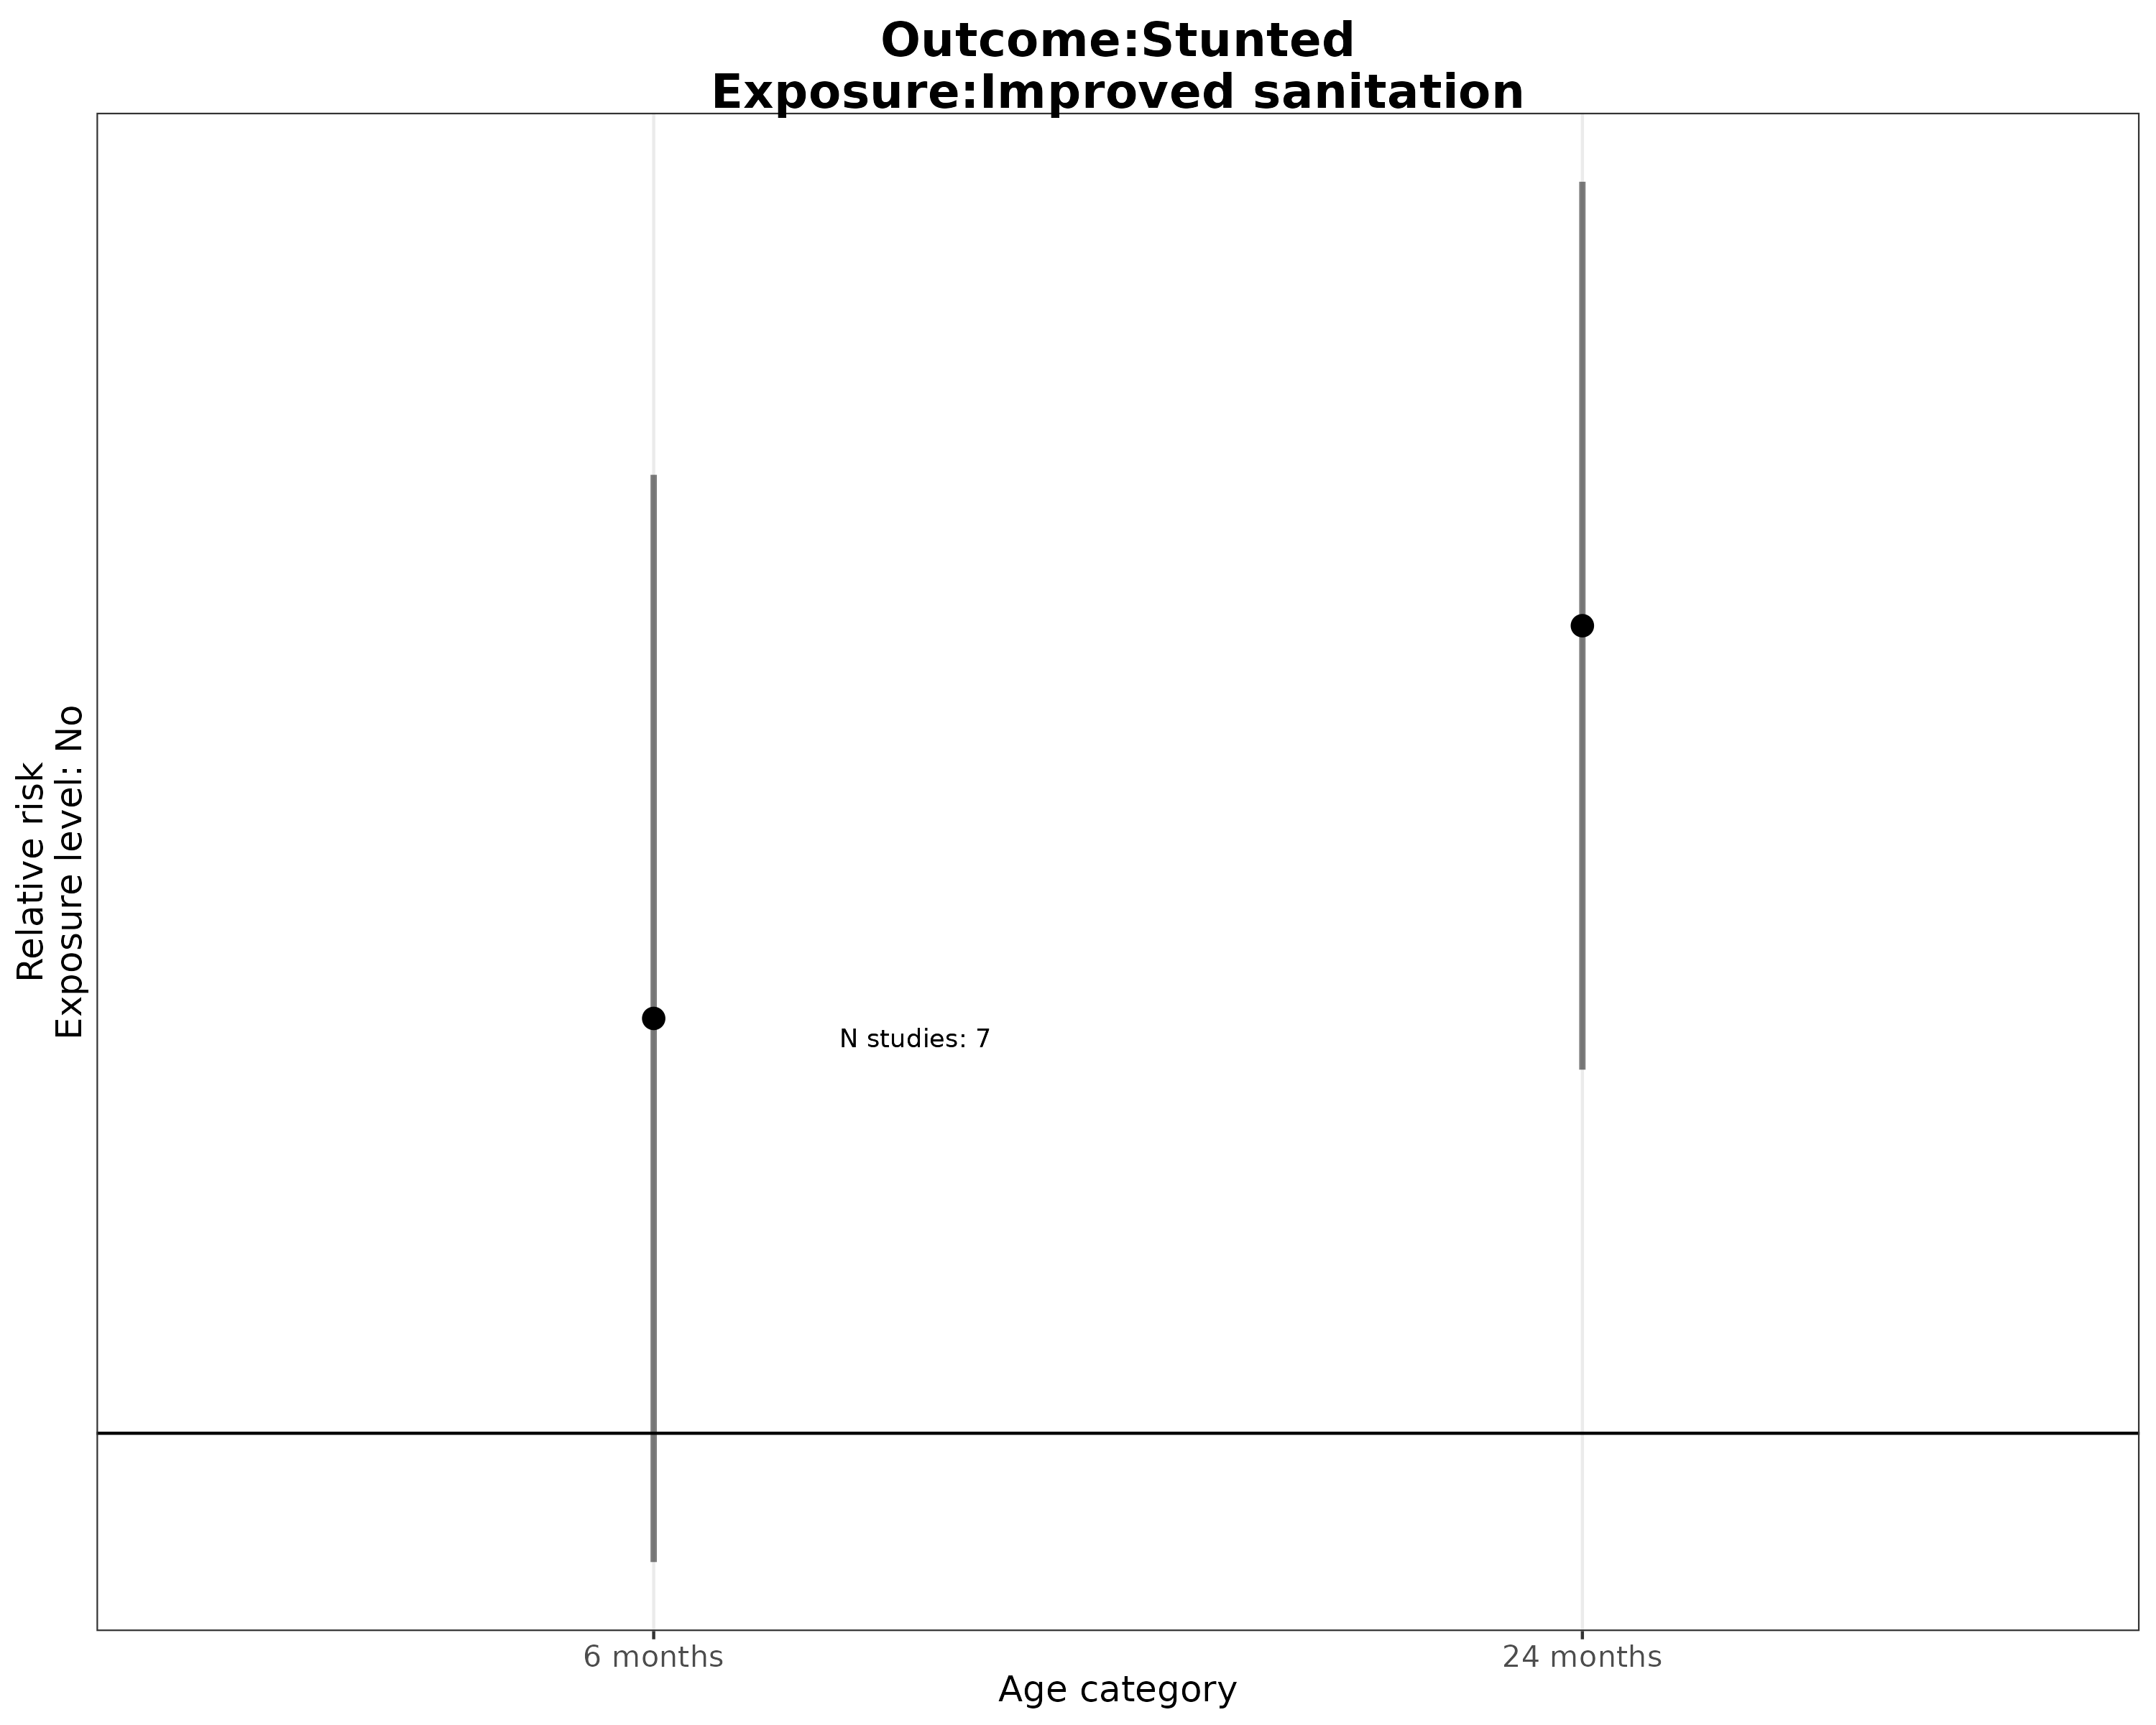 Outcome:Stunted
Exposure:Improved sanitation
Relative risk
Exposure level: No
N studies: 7
6 months
24 months
Age category